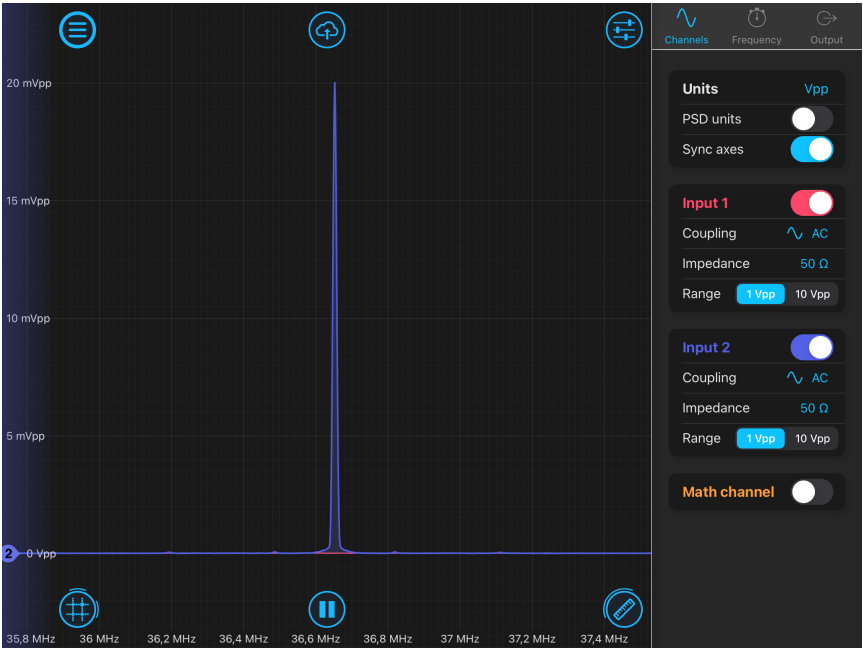 Channels Frequency Output
20 mVpp
15 mVpp
10 mVpp
5 mVpp
2 0 Vpp
35,8 MHz 36 MHz 36,2 MHz 36,4 MHz 36,6 MHz 36,8 MHz 37 MHz 37,2 MHz 37,4 MHz
Units Vpp
PSD units
Sync axes
Input 1
Coupling AC
Impedance 50 Ω
Range 1 Vpp 10 Vpp
Input 2
Coupling AC
Impedance 50 Ω
Range 1 Vpp 10 Vpp
Math channel